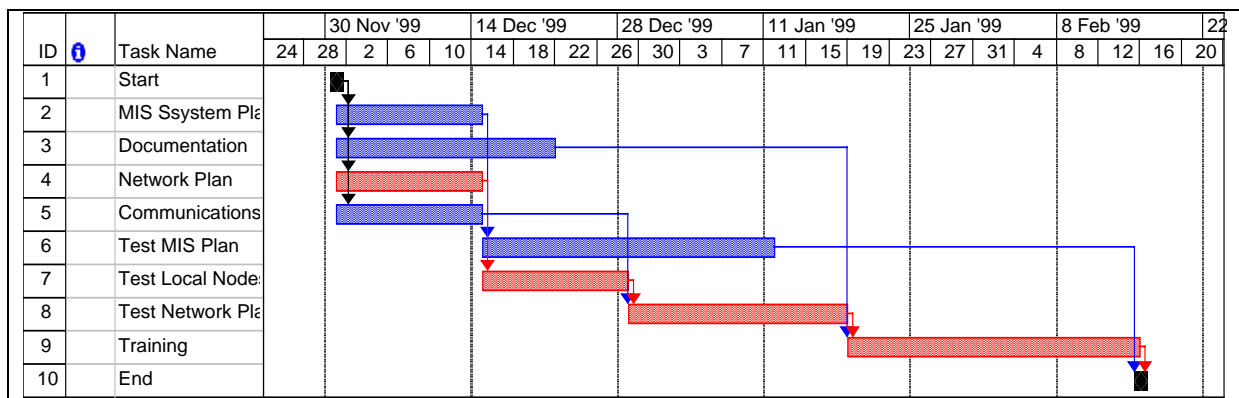 30 Nov '99 14 Dec '99 28 Dec '99 11 Jan '99 25 Jan '99 8 Feb '99 22
ID Task Name 24 28 2 6 10 14 18 22 26 30 3 7 11 15 19 23 27 31 4 8 12 16 20
1 Start
2 MIS Ssystem Pla
3 Documentation
4 Network Plan
5 Communications
6 Test MIS Plan
7 Test Local Node
8 Test Network Pla
9 Training
10 End